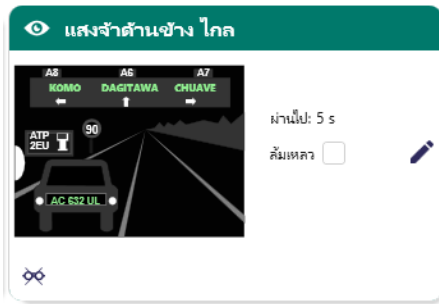 แสงจ้าด้านข้าง ไกล
A8 A6 A7
KOMO DAGITAWA CHUAVE
90
ATP
2EU
AC 632 UL
ผ่านไป: 5 s
ล้มเหลว